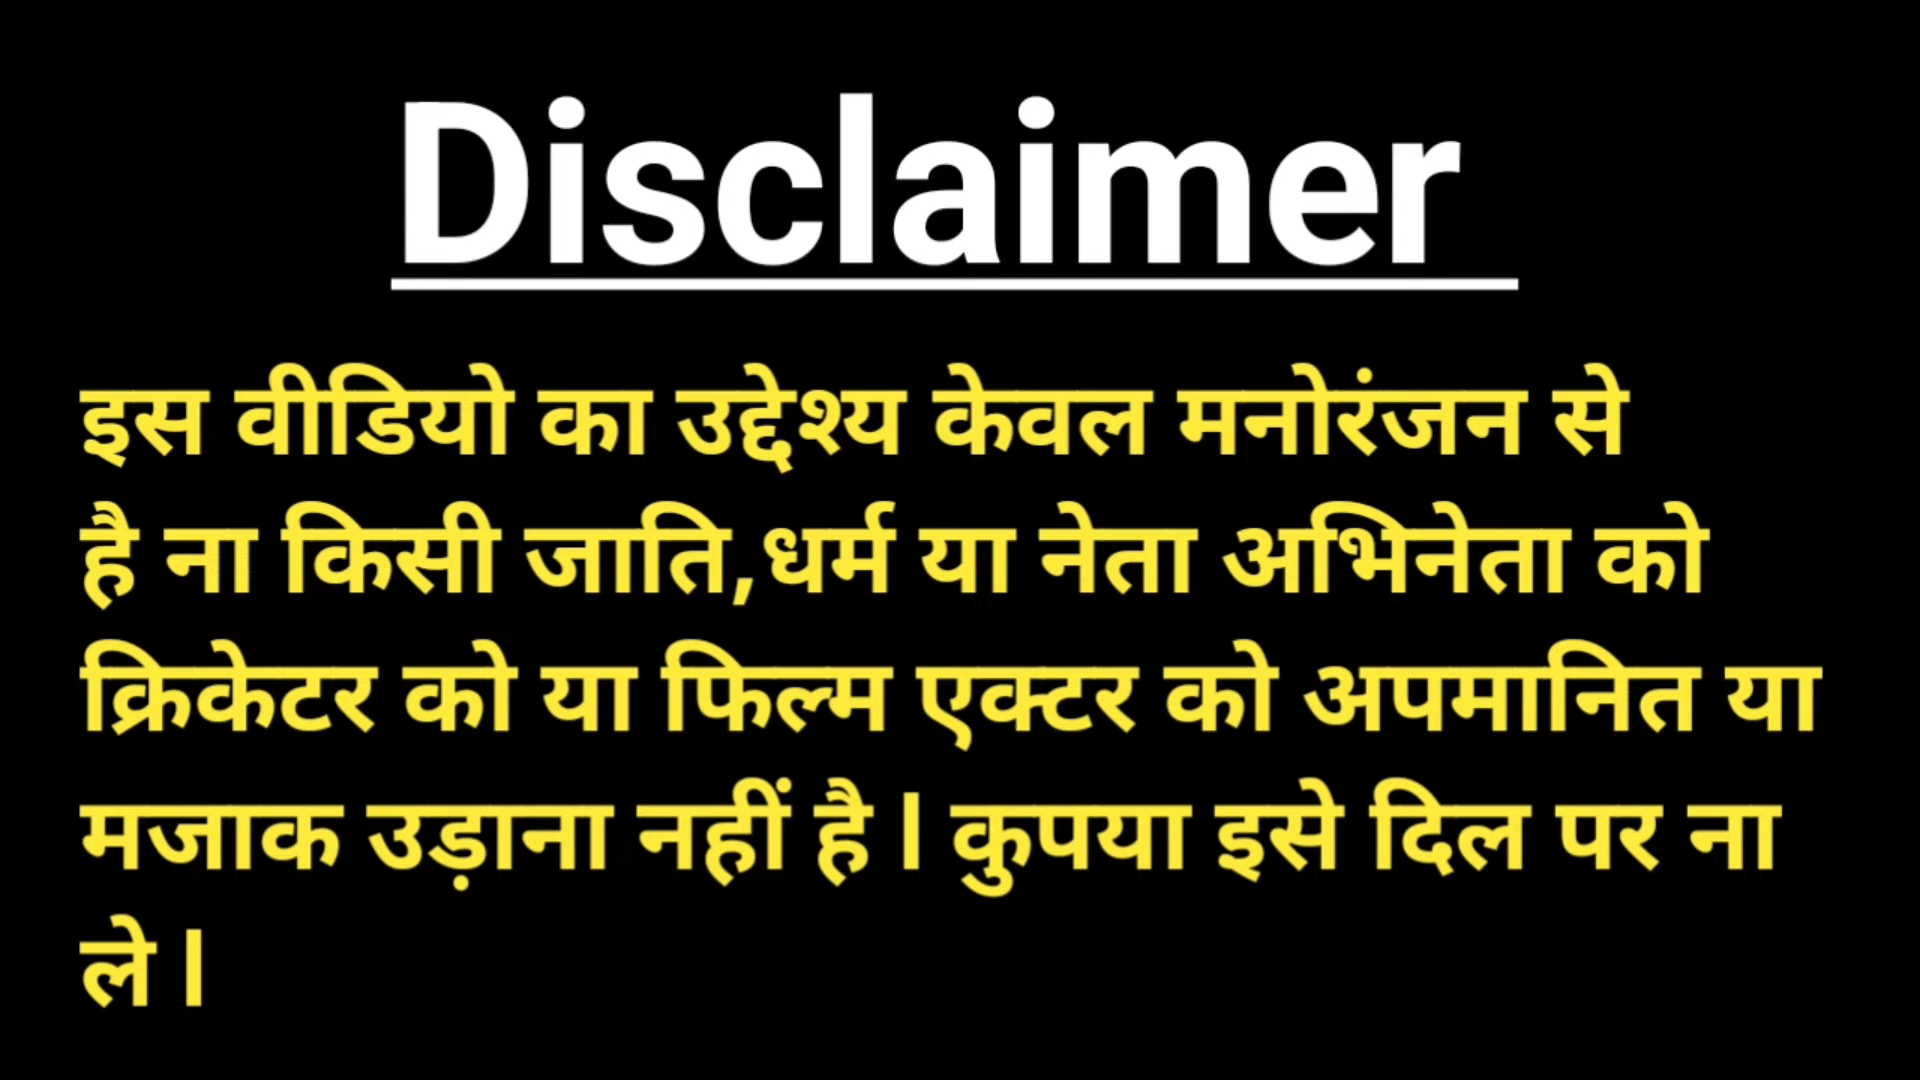 Disclaimer
इस वीडियो का उद्देश्य केवल मनोरंजन से
है ना किसी जाति,धर्म या नेता अभिनेता को
क्रिकेटर को या फिल्म एक्टर को अपमानित या
मजाक उड़ाना नहीं है l कुपया इसे दिल पर ना
ले l